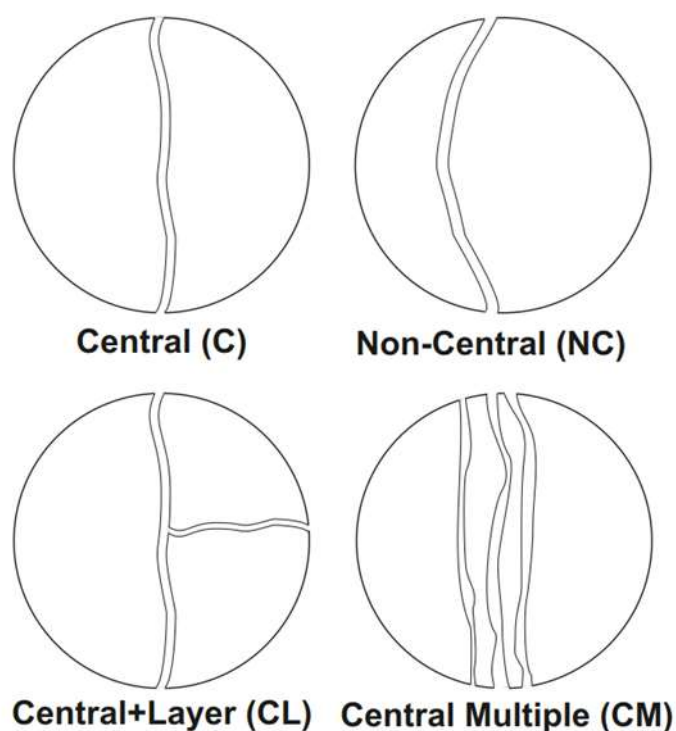 Central (C)
Non-Central (NC)
Central+Layer (CL)
Central Multiple (CM)